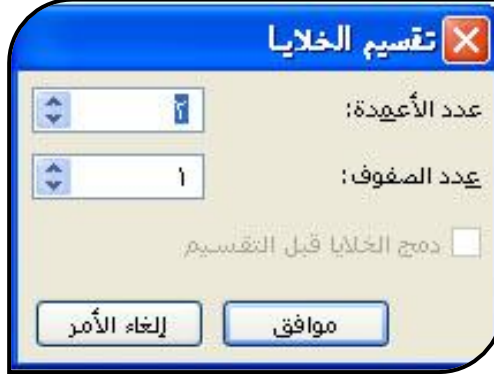 تقسيم الخلايا
عدد الأعمدة: ٢
عدد الصفوف: ١
دمج الخلايا قبل التقسيم
موافق
إلغاء الأمر